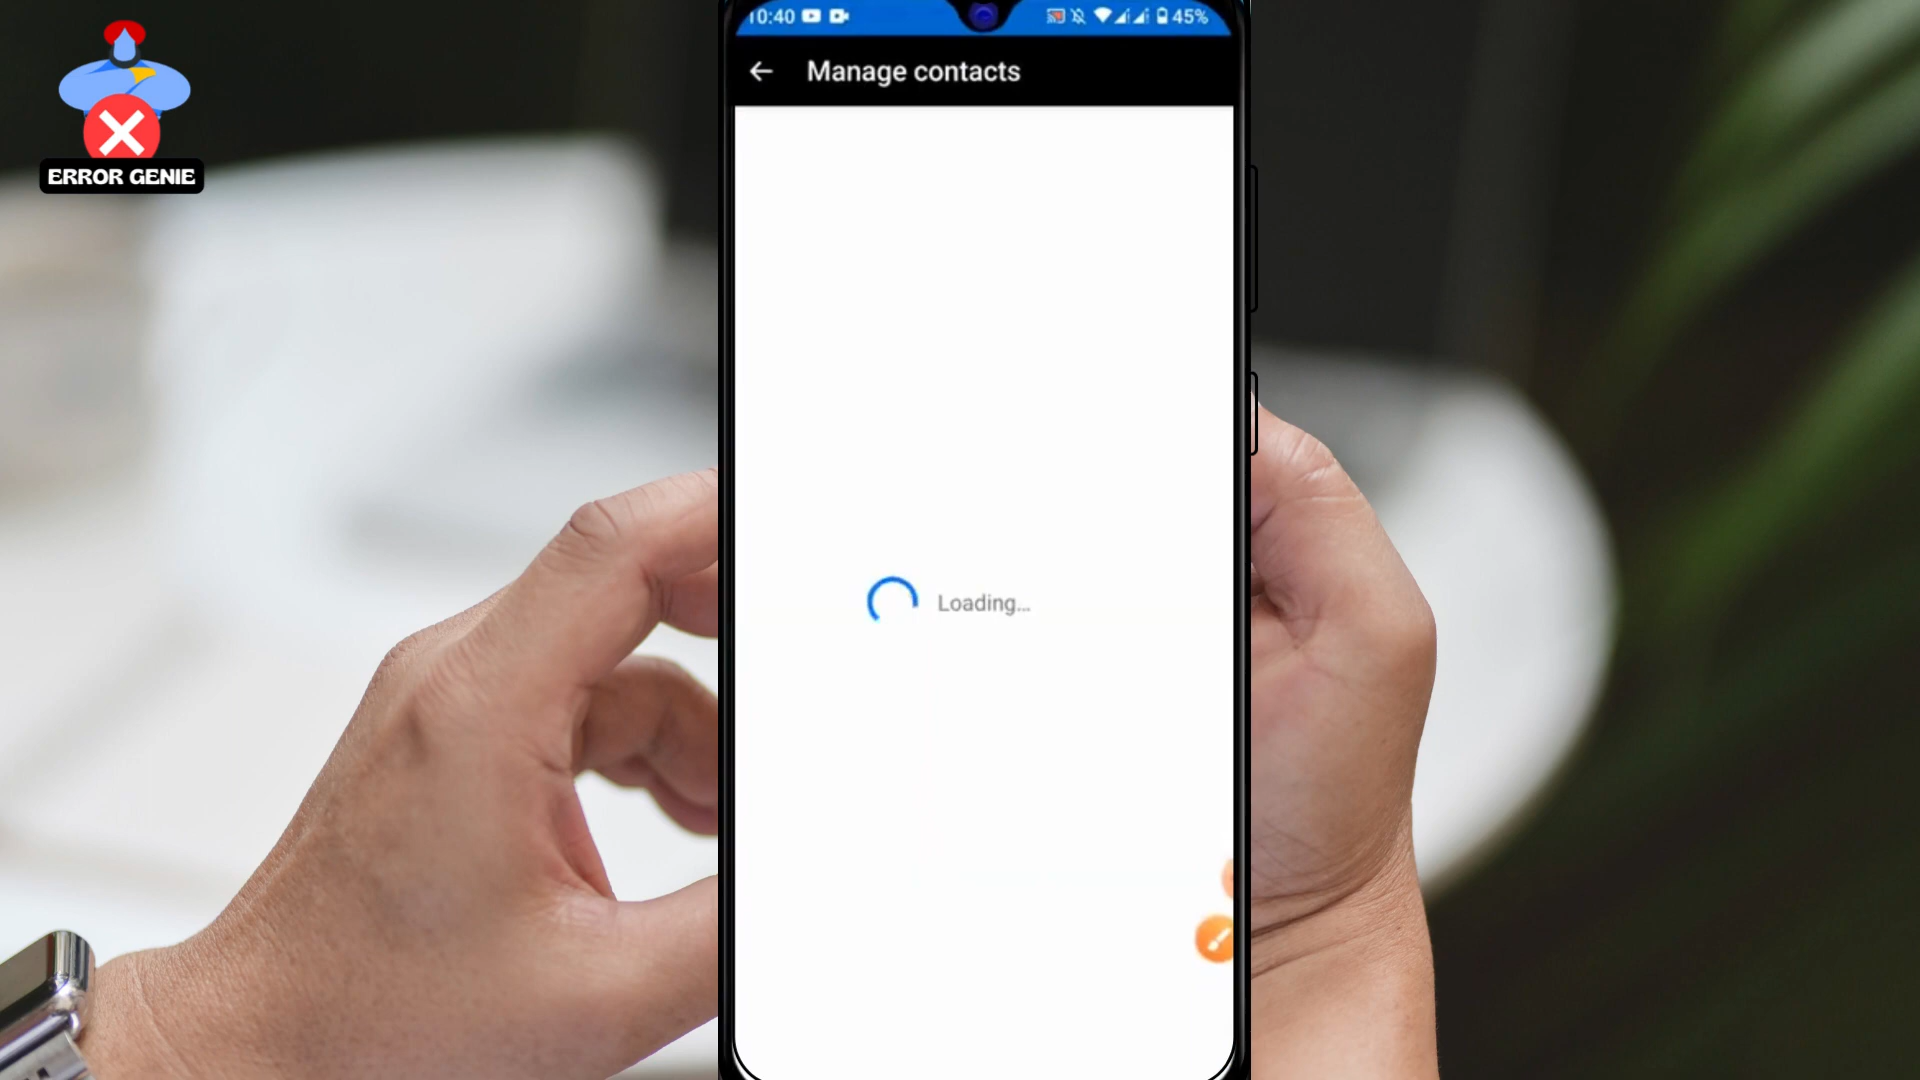 10:40
45%
Manage contacts
ERROR GENIE
Loading...